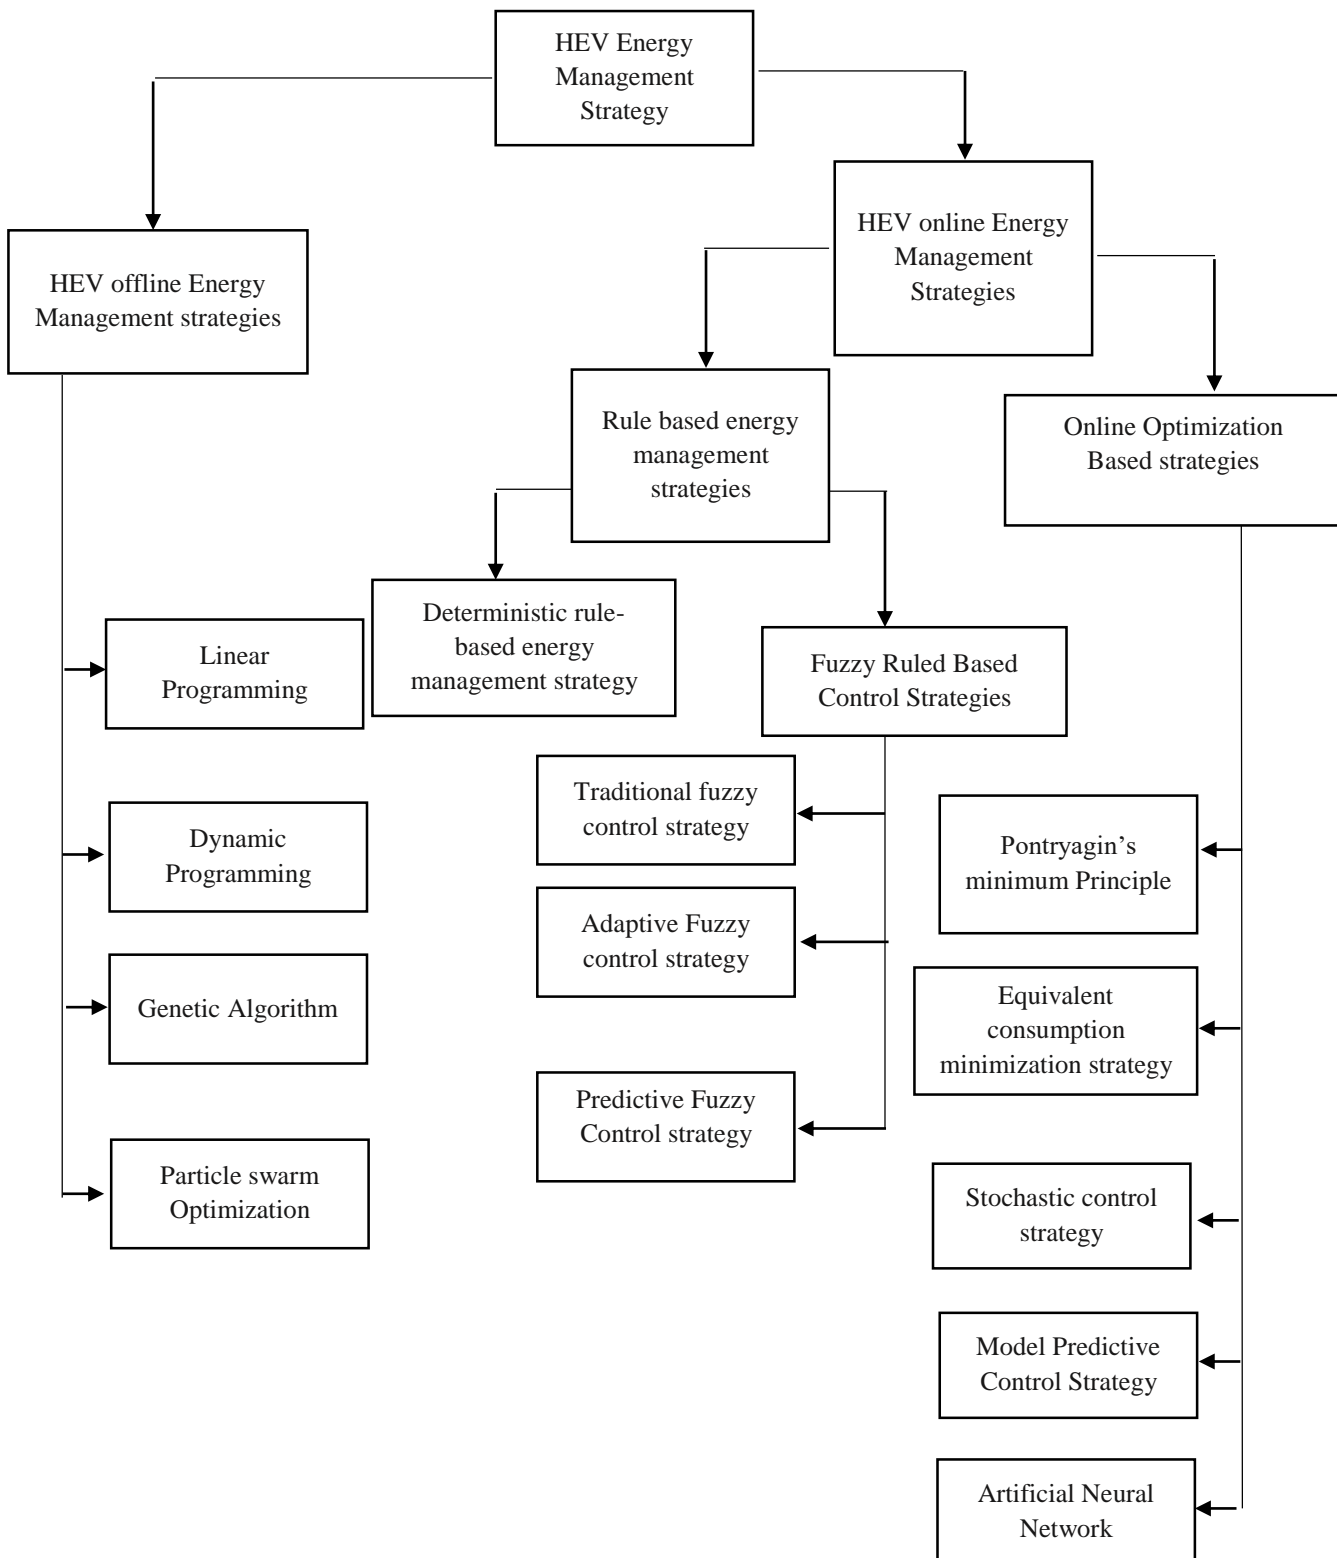 HEV Energy
Management
Strategy
HEV online Energy
Management
Strategies
HEV offline Energy
Management strategies
Rule based energy
management
strategies
Online Optimization
Based strategies
Deterministic rule-
based energy
management strategy
Linear
Programming
Fuzzy Ruled Based
Control Strategies
Traditional fuzzy
control strategy
Dynamic
Programming
Pontryagin’s
minimum Principle
Adaptive Fuzzy
control strategy
Genetic Algorithm
Equivalent
consumption
minimization strategy
Predictive Fuzzy
Control strategy
Particle swarm
Optimization
Stochastic control
strategy
Model Predictive
Control Strategy
Artificial Neural
Network